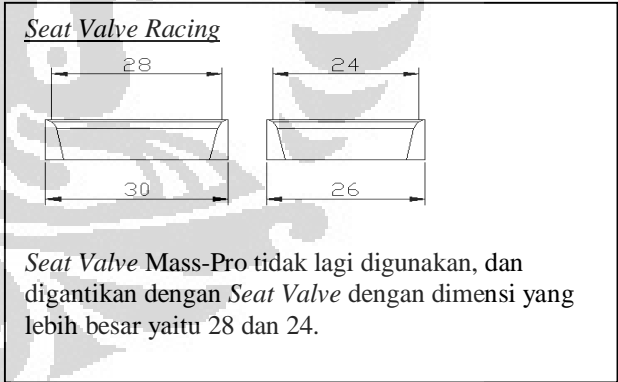 Seat Valve Racing
28 24
30 26
Seat Valve Mass-Pro tidak lagi digunakan, dan
digantikan dengan Seat Valve dengan dimensi yang
lebih besar yaitu 28 dan 24.